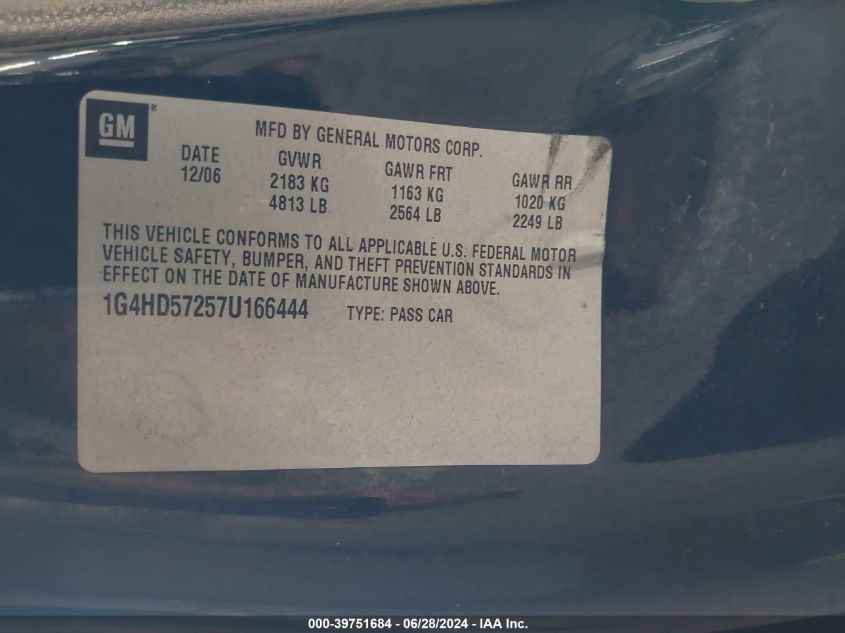 GM
MFD BY GENERAL MOTORS CORP.
DATE GVWR GAWR FRT GAWR RR
12/06 2183 KG 1163 KG 1020 KG
4813 LB 2564 LB 2249 LB
THIS VEHICLE CONFORMS TO ALL APPLICABLE U.S. FEDERAL MOTOR
VEHICLE SAFETY, BUMPER, AND THEFT PREVENTION STANDARDS IN
EFFECT ON THE DATE OF MANUFACTURE SHOWN ABOVE.
1G4HD57257U166444 TYPE: PASS CAR
000-39751684 - 06/28/2024 - IAA Inc.